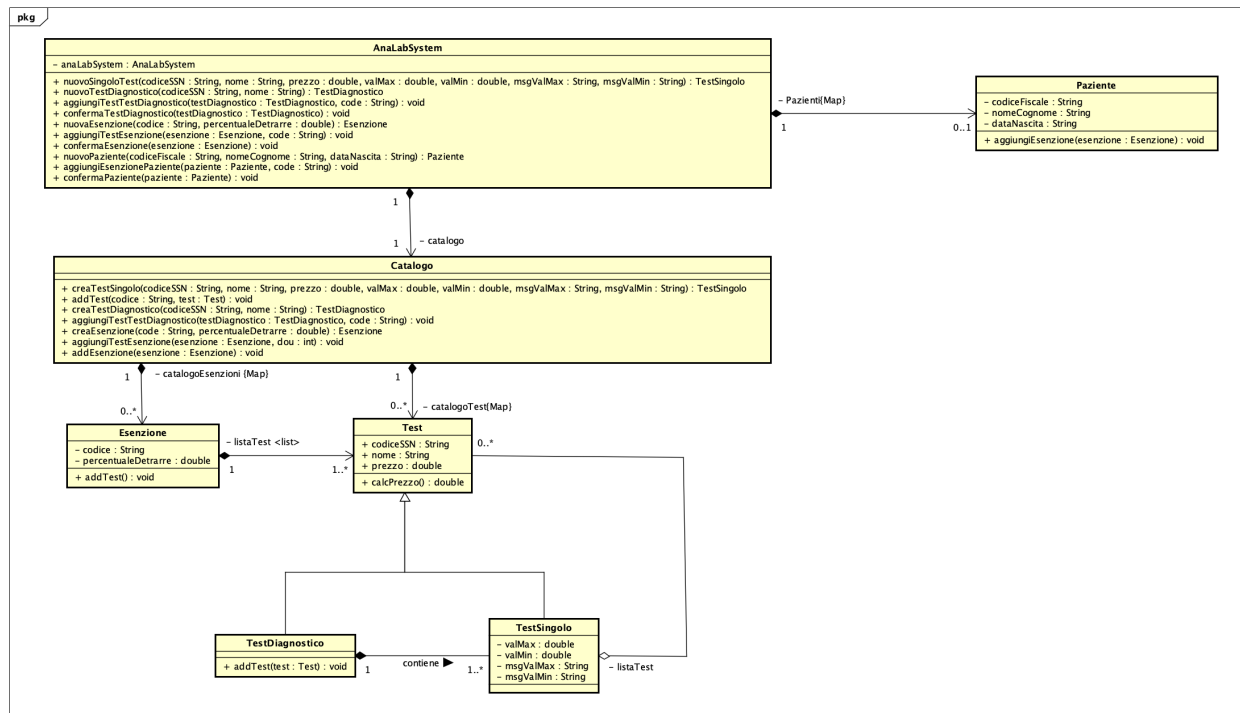 pkg
AnaLabSystem
– anaLabSystem : AnaLabSystem
+ nuovoSingoloTest(codiceSSN : String, nome : String, prezzo : double, valMax : double, valMin : double, msgValMax : String, msgValMin : String) : TestSingolo
+ nuovoTestDiagnostico(codiceSSN : String, nome : String) : TestDiagnostico
+ aggiungiTestTestDiagnostico(testDiagnostico : TestDiagnostico, code : String) : void
+ confermaTestDiagnostico(testDiagnostico : TestDiagnostico) : void
+ nuovaEsenzione(codice : String, percentualeDetrarre : double) : Esenzione
+ aggiungiTestEsenzione(esenzione : Esenzione, code : String) : void
+ confermaEsenzione(esenzione : Esenzione) : void
+ nuovoPaziente(codiceFiscale : String, nomeCognome : String, dataNascita : String) : Paziente
+ aggiungiEsenzionePaziente(paziente : Paziente, code : String) : void
+ confermaPaziente(paziente : Paziente) : void
– Pazienti{Map}
1
0..1
Paziente
– codiceFiscale : String
– nomeCognome : String
– dataNascita : String
+ aggiungiEsenzione(esenzione : Esenzione) : void
1
1
– catalogo
Catalogo
+ creaTestSingolo(codiceSSN : String, nome : String, prezzo : double, valMax : double, valMin : double, msgValMax : String, msgValMin : String) : TestSingolo
+ addTest(codice : String, test : Test) : void
+ creaTestDiagnostico(codiceSSN : String, nome : String) : TestDiagnostico
+ aggiungiTestTestDiagnostico(testDiagnostico : TestDiagnostico, code : String) : void
+ creaEsenzione(code : String, percentualeDetrarre : double) : Esenzione
+ aggiungiTestEsenzione(esenzione : Esenzione, dou : int) : void
+ addEsenzione(esenzione : Esenzione) : void
1
– catalogoEsenzioni {Map}
0..*
1
0..*
– catalogoTest{Map}
Esenzione
– codice : String
– percentualeDetrarre : double
+ addTest() : void
– listaTest <list>
1
1..*
Test
+ codiceSSN : String
+ nome : String
+ prezzo : double
+ calcPrezzo() : double
0..*
TestDiagnostico
+ addTest(test : Test) : void
1
contiene
1..*
TestSingolo
– valMax : double
– valMin : double
– msgValMax : String
– msgValMin : String
– listaTest